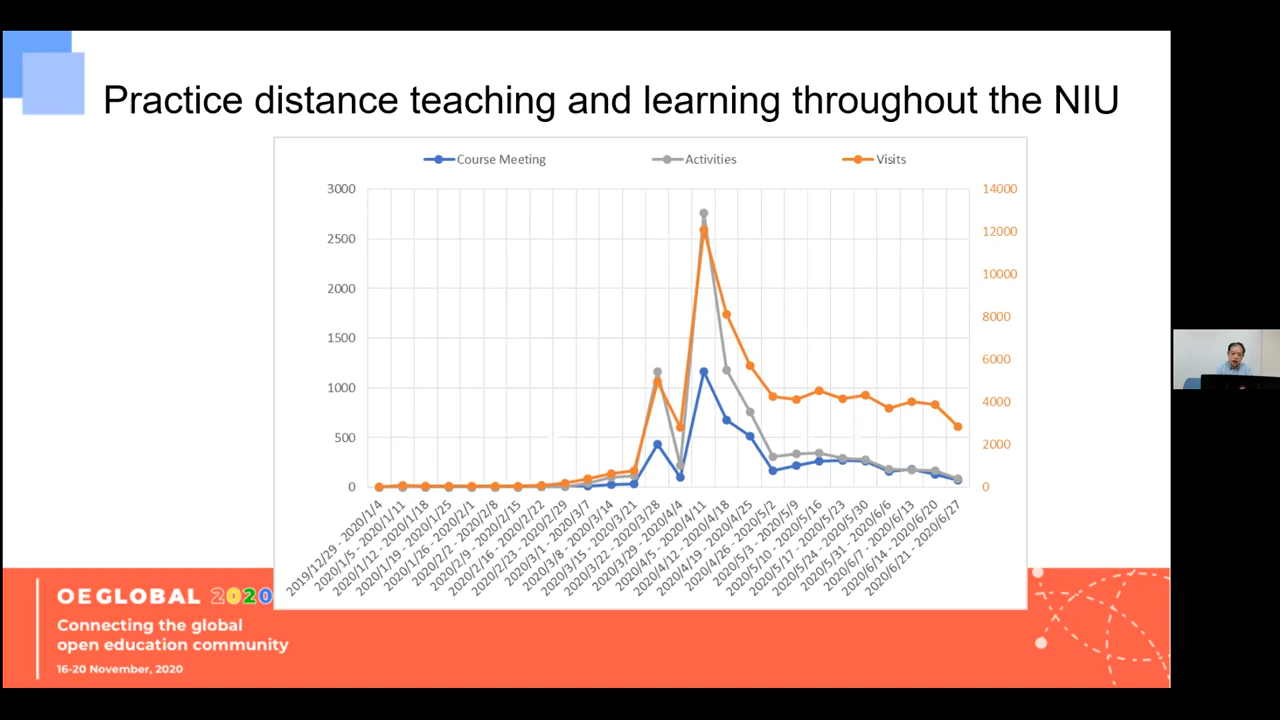 Practice distance teaching and learning throughout the NIU
Course Meeting
Activities
Visits
3000
2500
2000
1500
1000
500
0
14000
12000
10000
8000
6000
4000
2000
0
2019/12/29 - 2020/1/4
2020/1/5 - 2020/1/11
2020/1/12 - 2020/1/18
2020/1/19 - 2020/1/25
2020/1/26 - 2020/2/1
2020/2/2 - 2020/2/8
2020/2/9 - 2020/2/15
2020/2/16 - 2020/2/22
2020/2/23 - 2020/2/29
2020/3/1 - 2020/3/7
2020/3/8 - 2020/3/14
2020/3/15 - 2020/3/21
2020/3/22 - 2020/3/28
2020/3/29 - 2020/4/4
2020/4/5 - 2020/4/11
2020/4/12 - 2020/4/18
2020/4/19 - 2020/4/25
2020/4/26 - 2020/5/2
2020/5/3 - 2020/5/9
2020/5/10 - 2020/5/16
2020/5/17 - 2020/5/23
2020/5/24 - 2020/5/30
2020/5/31 - 2020/6/6
2020/6/7 - 2020/6/13
2020/6/14 - 2020/6/20
2020/6/21 - 2020/6/27
OEGLOBAL 2020
Connecting the global
open education community
16-20 November, 2020